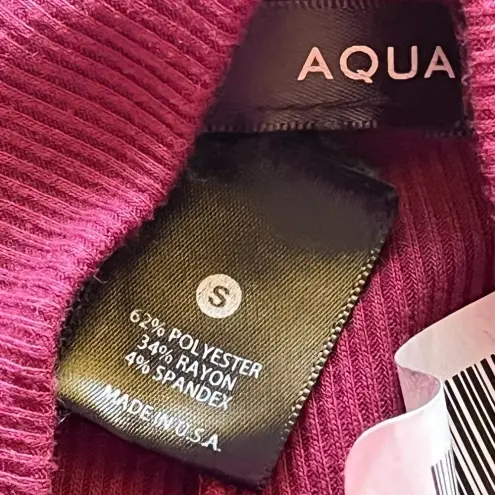 AQUA
S
62% POLYESTER
34% RAYON
4% SPANDEX
MADE IN U.S.A.